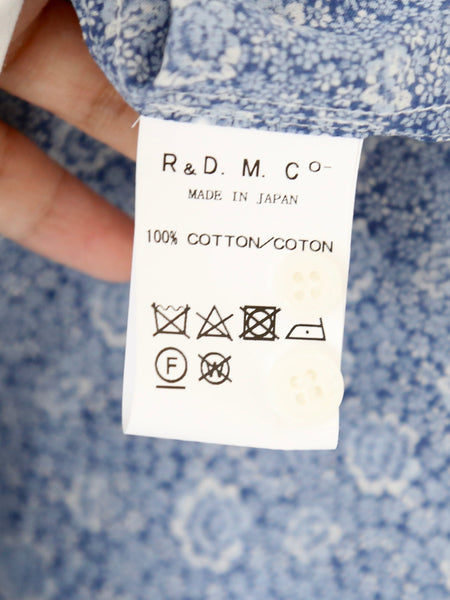 R&D. M. Co-
MADE IN JAPAN
100% COTTON/COTON
F
W